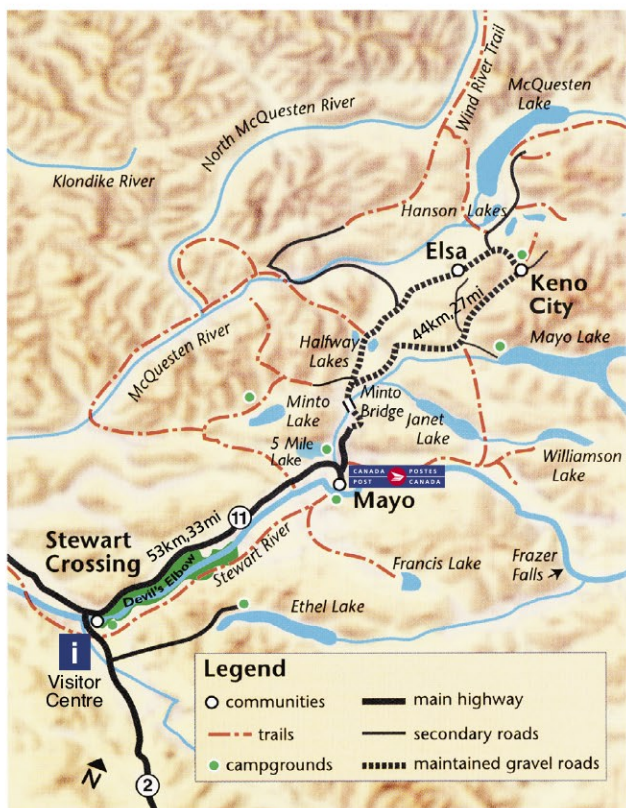 Wind River Trail
McQuesten
Lake
North McQuesten River
Klondike River
Hanson Lakes
Elsa
Keno
City
44km,27mi
Mayo Lake
McQuesten River
Halfway
Lakes
Minto
Bridge
Minto
Lake
Janet
Lake
5 Mile
Lake
Williamson
Lake
CANADA POSTES
POST CANADA
Mayo
11
53km,33mi
Stewart
Crossing
Devil's Elbow
Stewart River
Francis Lake
Frazer
Falls
Ethel Lake
i
Visitor
Centre
N
2
Legend
communities
main highway
trails
secondary roads
campgrounds
maintained gravel roads